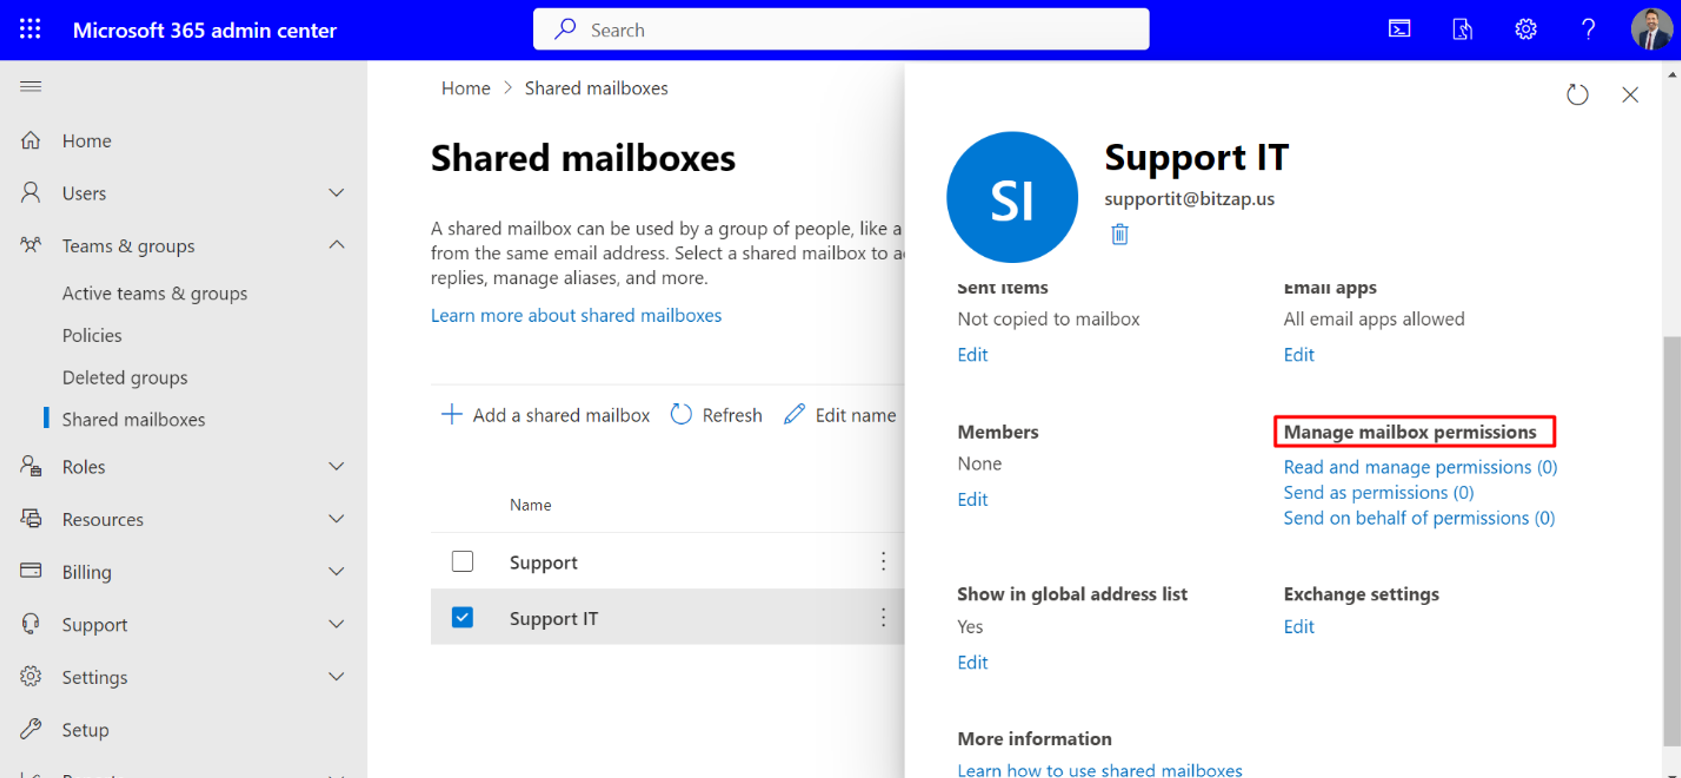 Microsoft 365 admin center
Search
Home
Users
Teams & groups
Active teams & groups
Policies
Deleted groups
Shared mailboxes
Roles
Resources
Billing
Support
Settings
Setup
Home > Shared mailboxes
Shared mailboxes
A shared mailbox can be used by a group of people, like a
from the same email address. Select a shared mailbox to a
replies, manage aliases, and more.
Learn more about shared mailboxes
Add a shared mailbox Refresh Edit name
Name
Support
Support IT
SI
Support IT
supportit@bitzap.us
Sent items
Not copied to mailbox
Edit
Email apps
All email apps allowed
Edit
Members
None
Edit
Manage mailbox permissions
Read and manage permissions (0)
Send as permissions (0)
Send on behalf of permissions (0)
Show in global address list
Yes
Edit
Exchange settings
Edit
More information
Learn how to use shared mailboxes